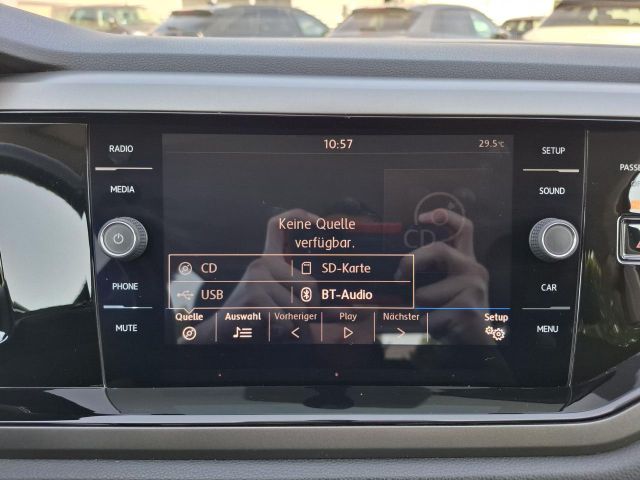 RADIO
MEDIA
PHONE
MUTE
10:57
29.5°C
Keine Quelle
verfügbar.
CD
SD-Karte
USB
BT-Audio
Quelle Auswahl Vorheriger Play Nächster Setup
CD
SETUP
SOUND
CAR
MENU